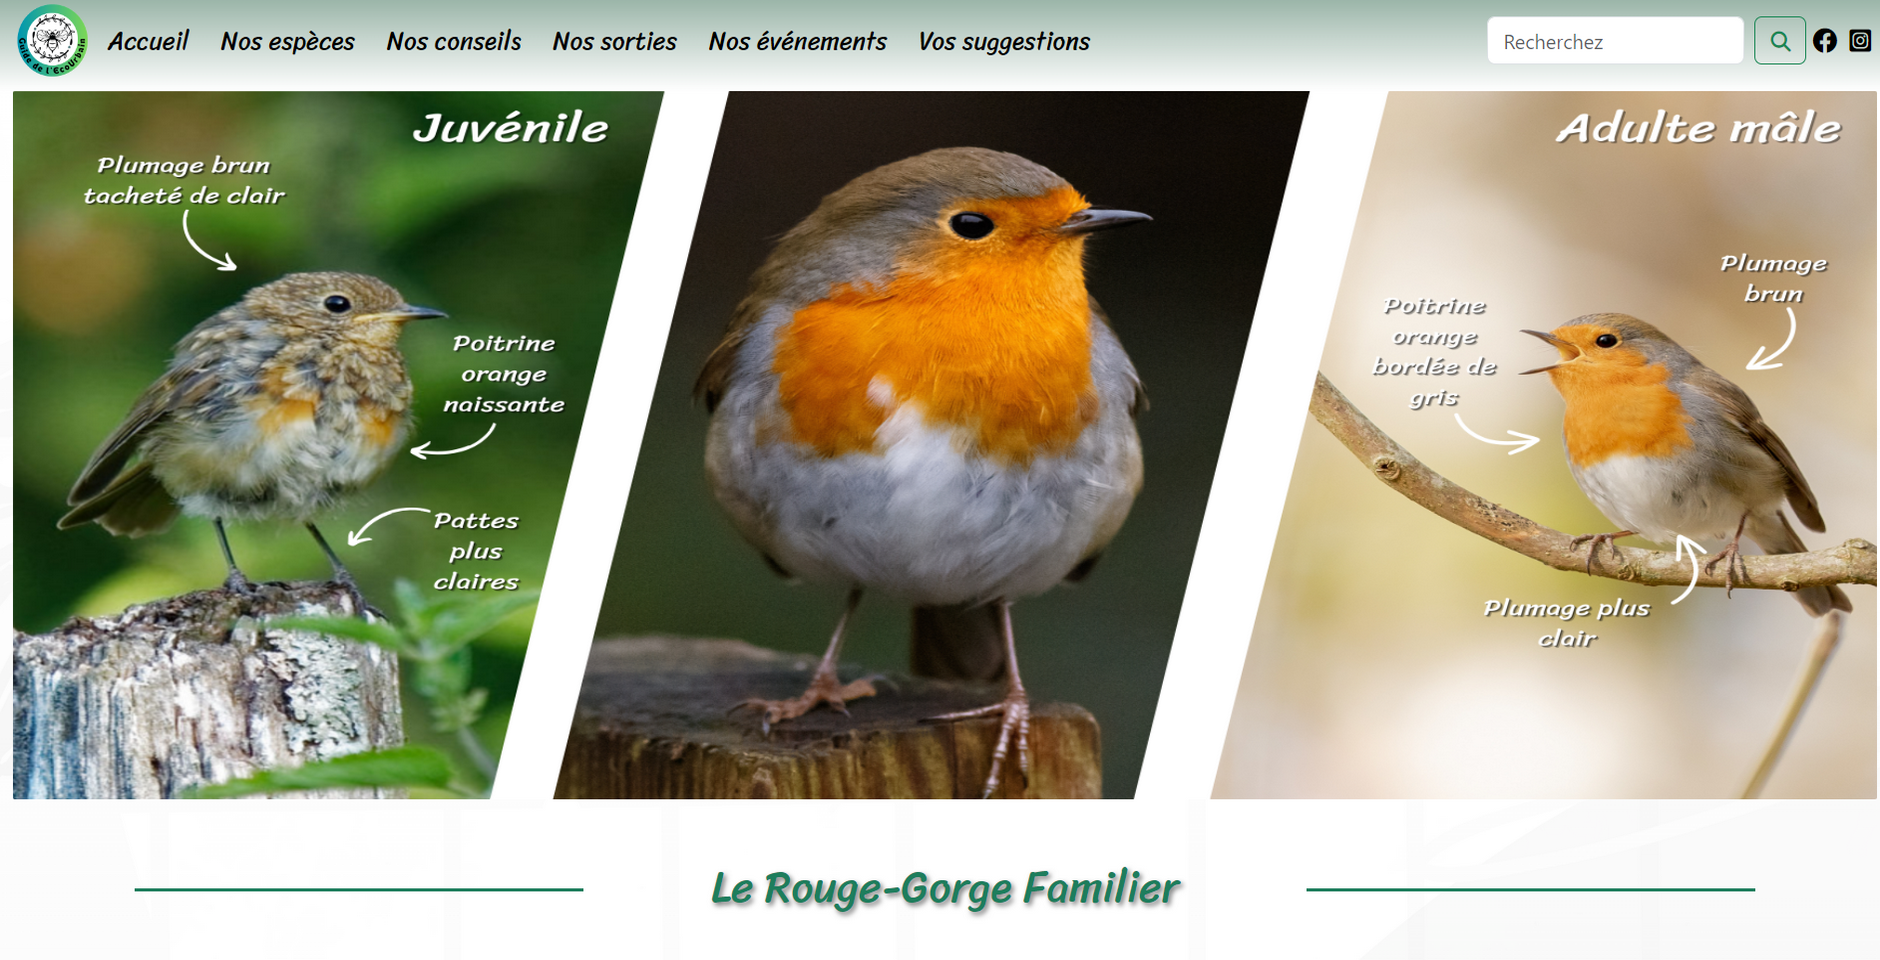 Guide de l'EcoUrbain
Accueil Nos espèces Nos conseils Nos sorties Nos événements Vos suggestions
Recherchez
Juvénile
Plumage brun
tacheté de clair
Poitrine
orange
naissante
Pattes
plus
claires
Adulte mâle
Plumage
brun
Poitrine
orange
bordée de
gris
Plumage plus
clair
Le Rouge-Gorge Familier